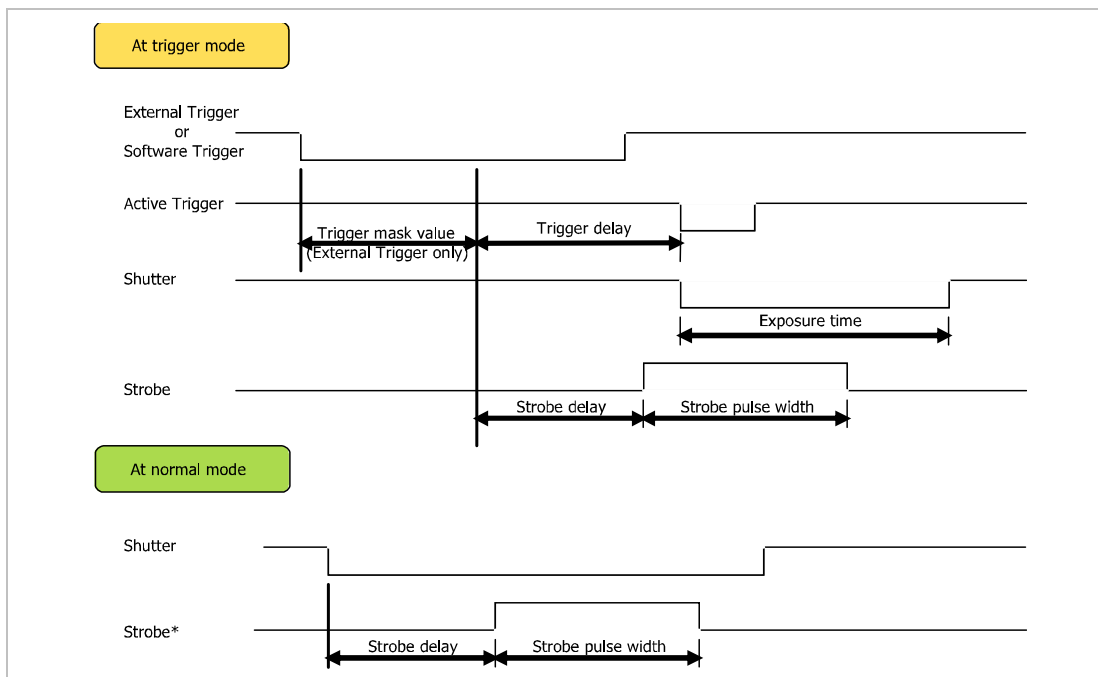 At trigger mode
External Trigger
or
Software Trigger
Active Trigger
Trigger mask value
(External Trigger only)
Trigger delay
Shutter
Exposure time
Strobe
Strobe delay
Strobe pulse width
At normal mode
Shutter
Strobe*
Strobe delay
Strobe pulse width